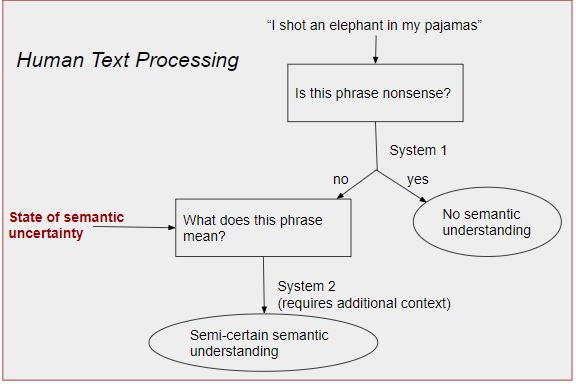 “I shot an elephant in my pajamas”
Human Text Processing
Is this phrase nonsense?
System 1
no
yes
State of semantic
uncertainty
What does this phrase
mean?
No semantic
understanding
System 2
(requires additional context)
Semi-certain semantic
understanding